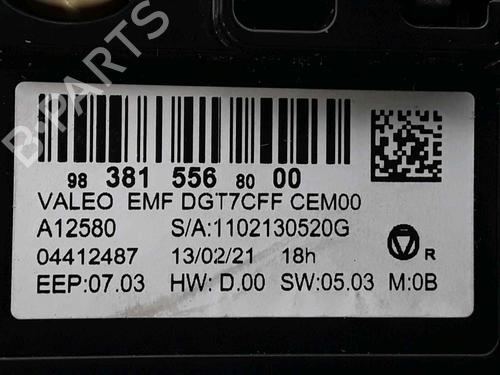 B-PARTS
98 381 556 80 00
VALEO EMF DGT7CFF CEM00
A12580 S/A:1102130520G
04412487 13/02/21 18h
R
EEP:07.03 HW: D.00 SW:05.03 M:0B